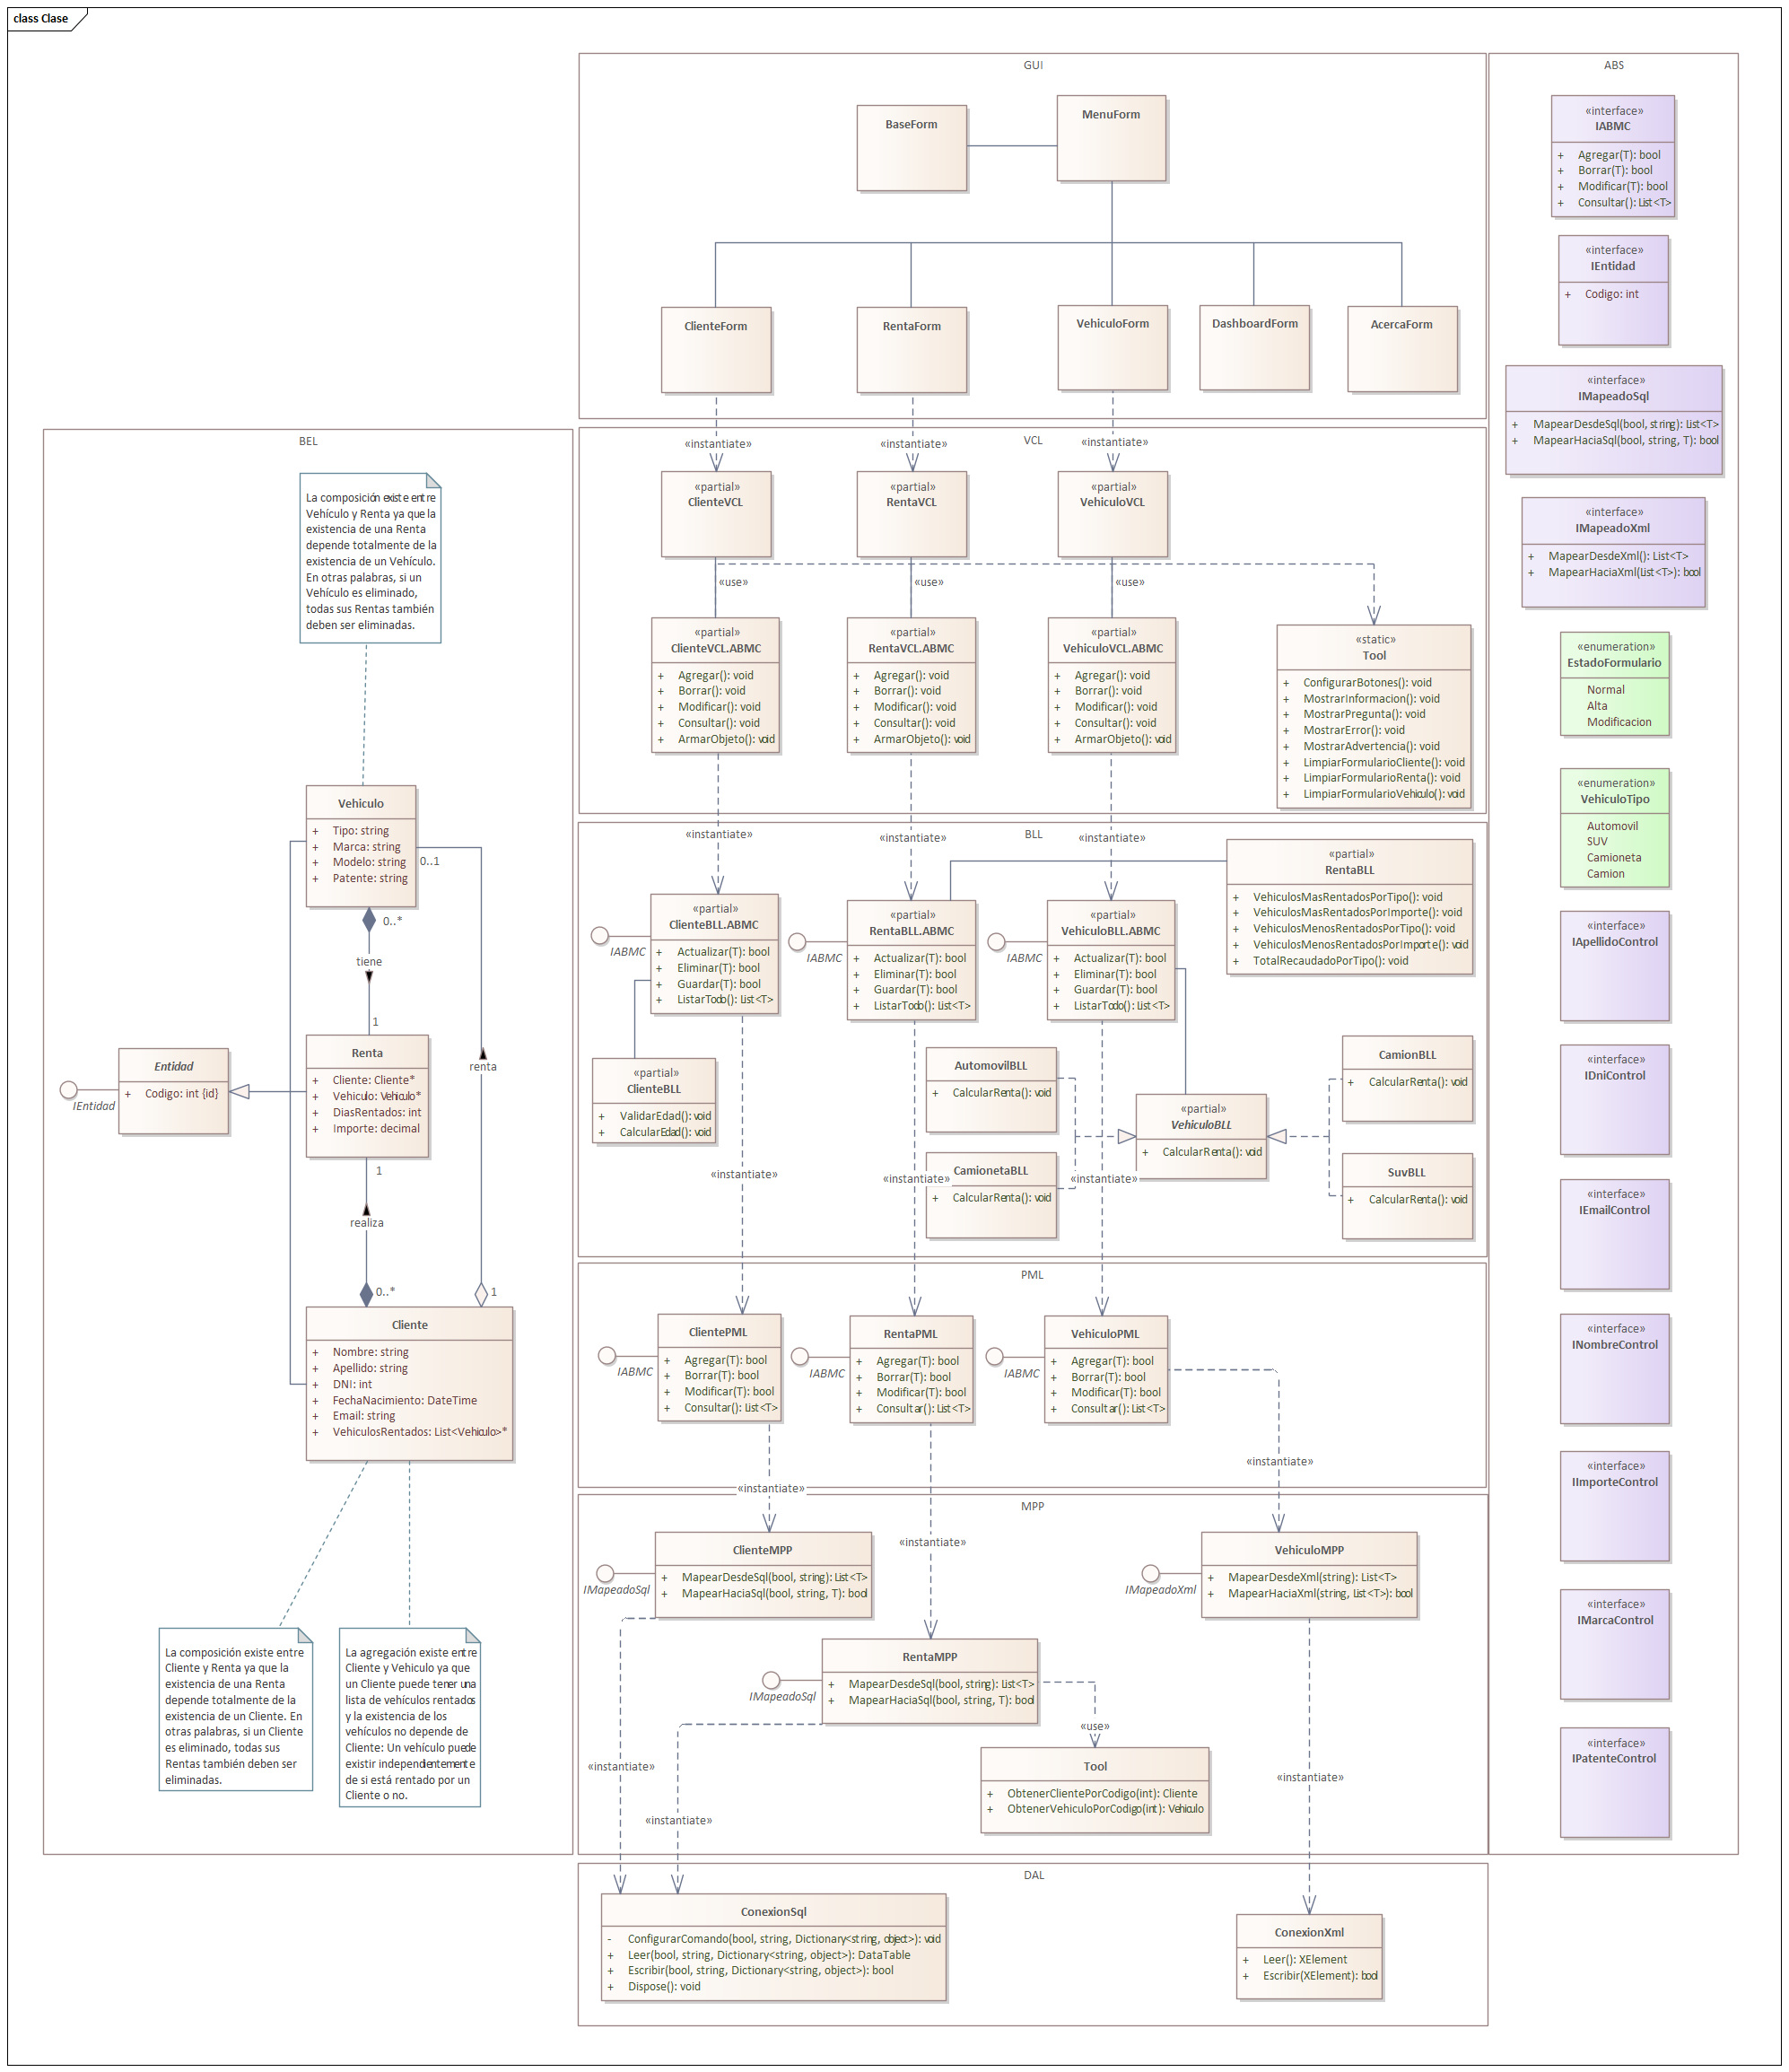 class Clase
GUI
BaseForm
MenuForm
ClienteForm
RentaForm
VehiculoForm
DashboardForm
AcercaForm
VCL
«instantiate»
«instantiate»
«instantiate»
«partial»
ClienteVCL
«partial»
RentaVCL
«partial»
VehiculoVCL
«use»
«use»
«use»
«partial»
ClienteVCL.ABMC
+ Agregar(): void
+ Borrar(): void
+ Modificar(): void
+ Consultar(): void
+ ArmarObjeto(): void
«partial»
RentaVCL.ABMC
+ Agregar(): void
+ Borrar(): void
+ Modificar(): void
+ Consultar(): void
+ ArmarObjeto(): void
«partial»
VehiculoVCL.ABMC
+ Agregar(): void
+ Borrar(): void
+ Modificar(): void
+ Consultar(): void
+ ArmarObjeto(): void
«static»
Tool
+ ConfigurarBotones(): void
+ MostrarInformacion(): void
+ MostrarPregunta(): void
+ MostrarError(): void
+ MostrarAdvertencia(): void
+ LimpiarFormularioCliente(): void
+ LimpiarFormularioRenta(): void
+ LimpiarFormularioVehiculo(): void
BLL
«instantiate»
«instantiate»
«instantiate»
«partial»
ClienteBLL.ABMC
+ Actualizar(T): bool
+ Eliminar(T): bool
+ Guardar(T): bool
+ ListarTodo(): List<T>
IABMC
«partial»
RentaBLL.ABMC
+ Actualizar(T): bool
+ Eliminar(T): bool
+ Guardar(T): bool
+ ListarTodo(): List<T>
IABMC
«partial»
VehiculoBLL.ABMC
+ Actualizar(T): bool
+ Eliminar(T): bool
+ Guardar(T): bool
+ ListarTodo(): List<T>
IABMC
«partial»
RentaBLL
+ VehiculosMasRentadosPorTipo(): void
+ VehiculosMasRentadosPorImporte(): void
+ VehiculosMenosRentadosPorTipo(): void
+ VehiculosMenosRentadosPorImporte(): void
+ TotalRecaudadoPorTipo(): void
«partial»
ClienteBLL
+ ValidarEdad(): void
+ CalcularEdad(): void
AutomovilBLL
+ CalcularRenta(): void
CamionetaBLL
+ CalcularRenta(): void
«partial»
VehiculoBLL
+ CalcularRenta(): void
CamionBLL
+ CalcularRenta(): void
SuvBLL
+ CalcularRenta(): void
«instantiate»
«instantiate»
«instantiate»
PML
ClientePML
+ Agregar(T): bool
+ Borrar(T): bool
+ Modificar(T): bool
+ Consultar(): List<T>
IABMC
RentaPML
+ Agregar(T): bool
+ Borrar(T): bool
+ Modificar(T): bool
+ Consultar(): List<T>
IABMC
VehiculoPML
+ Agregar(T): bool
+ Borrar(T): bool
+ Modificar(T): bool
+ Consultar(): List<T>
IABMC
«instantiate»
«instantiate»
«instantiate»
MPP
ClienteMPP
+ MapearDesdeSql(bool, string): List<T>
+ MapearHaciaSql(bool, string, T): bool
IMapeadoSql
VehiculoMPP
+ MapearDesdeXml(string): List<T>
+ MapearHaciaXml(string, List<T>): bool
IMapeadoXml
RentaMPP
+ MapearDesdeSql(bool, string): List<T>
+ MapearHaciaSql(bool, string, T): bool
IMapeadoSql
«use»
Tool
+ ObtenerClientePorCodigo(int): Cliente
+ ObtenerVehiculoPorCodigo(int): Vehiculo
«instantiate»
«instantiate»
«instantiate»
DAL
ConexionSql
- ConfigurarComando(bool, string, Dictionary<string, object>): void
+ Leer(bool, string, Dictionary<string, object>): DataTable
+ Escribir(bool, string, Dictionary<string, object>): bool
+ Dispose(): void
ConexionXml
+ Leer(): XElement
+ Escribir(XElement): bool
BEL
La composición existe entre
Vehículo y Renta ya que la
existencia de una Renta
depende totalmente de la
existencia de un Vehículo.
En otras palabras, si un
Vehículo es eliminado,
todas sus Rentas también
deben ser eliminadas.
Vehiculo
+ Tipo: string
+ Marca: string
+ Modelo: string
+ Patente: string
0..1
0..*
tiene
1
renta
Entidad
+ Codigo: int {id}
IEntidad
Renta
+ Cliente: Cliente*
+ Vehiculo: Vehiculo*
+ DiasRentados: int
+ Importe: decimal
1
realiza
0..*
1
Cliente
+ Nombre: string
+ Apellido: string
+ DNI: int
+ FechaNacimiento: DateTime
+ Email: string
+ VehiculosRentados: List<Vehiculo>*
La composición existe entre
Cliente y Renta ya que la
existencia de una Renta
depende totalmente de la
existencia de un Cliente. En
otras palabras, si un Cliente
es eliminado, todas sus
Rentas también deben ser
eliminadas.
La agregación existe entre
Cliente y Vehiculo ya que
un Cliente puede tener una
lista de vehículos rentados
y la existencia de los
vehículos no depende de
Cliente: Un vehículo puede
existir independientemente
de si está rentado por un
Cliente o no.
ABS
«interface»
IABMC
+ Agregar(T): bool
+ Borrar(T): bool
+ Modificar(T): bool
+ Consultar(): List<T>
«interface»
IEntidad
+ Codigo: int
«interface»
IMapeadoSql
+ MapearDesdeSql(bool, string): List<T>
+ MapearHaciaSql(bool, string, T): bool
«interface»
IMapeadoXml
+ MapearDesdeXml(): List<T>
+ MapearHaciaXml(List<T>): bool
«enumeration»
EstadoFormulario
Normal
Alta
Modificacion
«enumeration»
VehiculoTipo
Automovil
SUV
Camioneta
Camion
«interface»
IApellidoControl
«interface»
IDniControl
«interface»
IEmailControl
«interface»
INombreControl
«interface»
IImporteControl
«interface»
IMarcaControl
«interface»
IPatenteControl